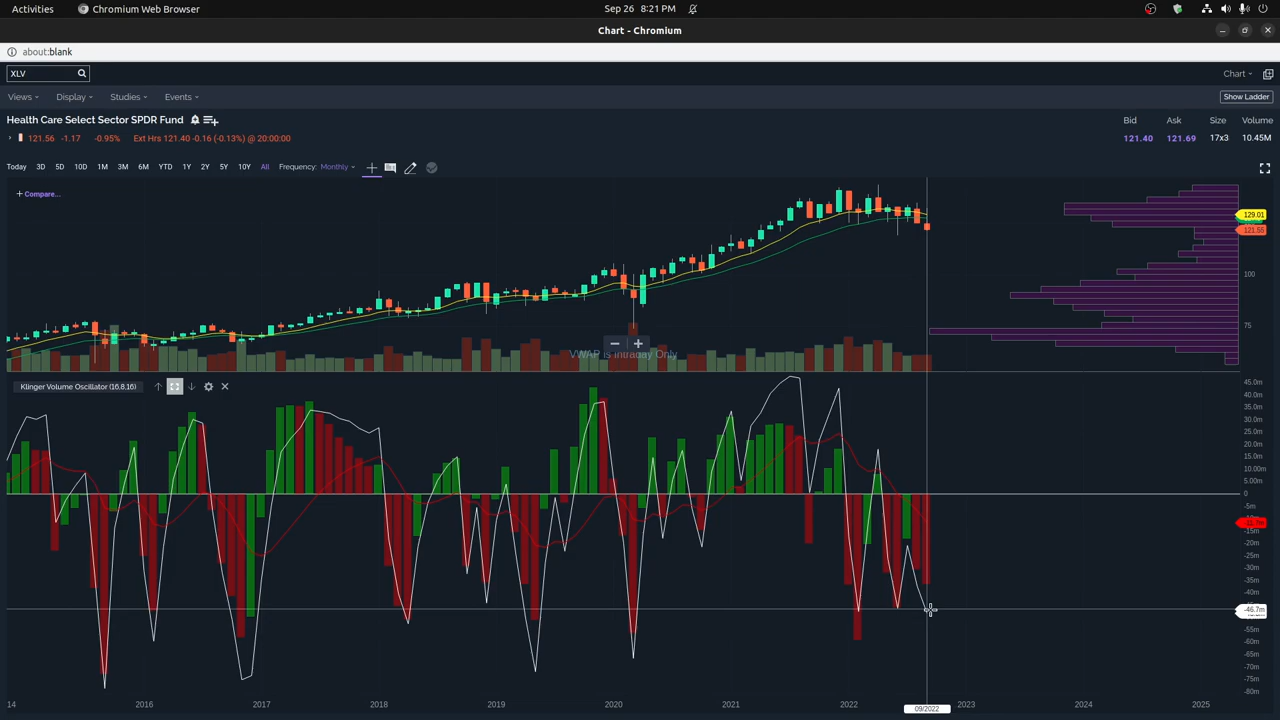 Activities Chromium Web Browser Sep 26 8:21 PM
Chart - Chromium
about:blank
XLV Chart
Views Display Studies Events Show Ladder
Health Care Select Sector SPDR Fund Bid Ask Size Volume
121.56 -1.17 -0.95% Ext Hrs 121.40 -0.16 (-0.13%) @ 20:00:00 121.40 121.69 17x3 10.45M
Today 3D 5D 10D 1M 3M 6M YTD 1Y 2Y 5Y 10Y All Frequency: Monthly
+ Compare...
129.01
121.55
100
75
VWAP is Intraday Only
Klinger Volume Oscillator (16,8,16)
45.0m
40.0m
35.0m
30.0m
25.0m
20.0m
15.0m
10.00m
5.00m
0
-5m
-15m
-20m
-25m
-30m
-35m
-40m
-46.7m
-55m
-60m
-65m
-70m
-75m
-80m
14 2016 2017 2018 2019 2020 2021 2022 2023 2024 2025
09/2022